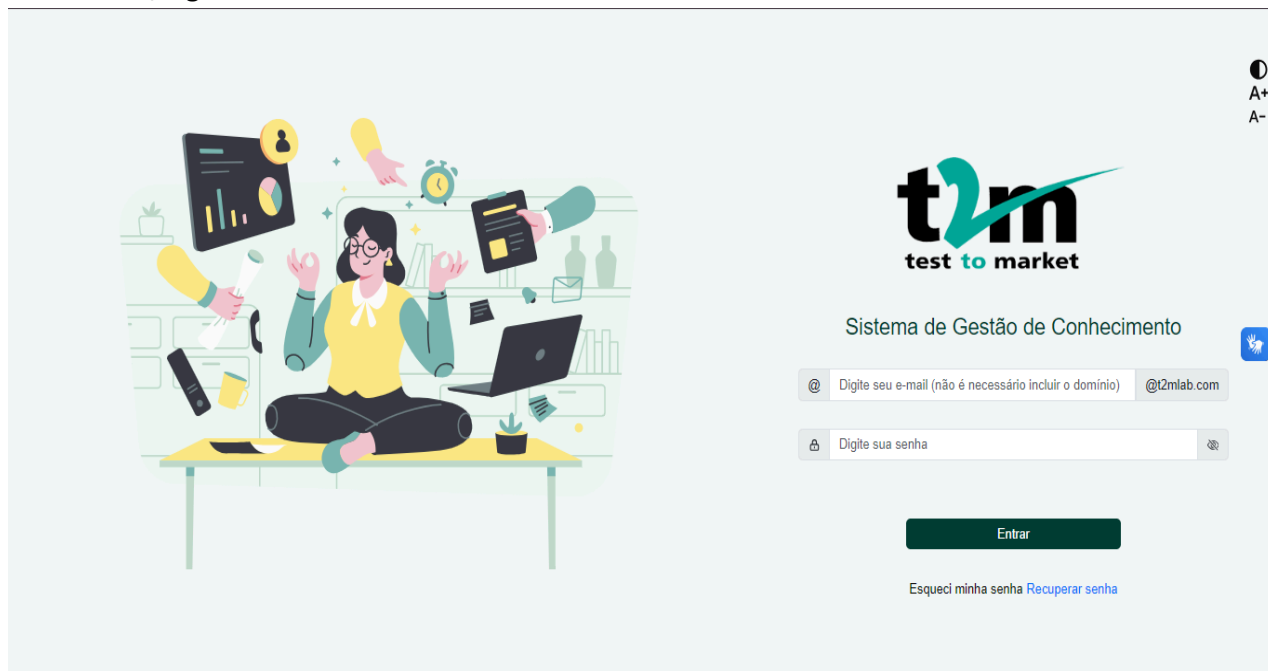 A+
A-
t2m
test to market
Sistema de Gestão de Conhecimento
@ Digite seu e-mail (não é necessário incluir o domínio) @t2mlab.com
Digite sua senha
Entrar
Esqueci minha senha Recuperar senha